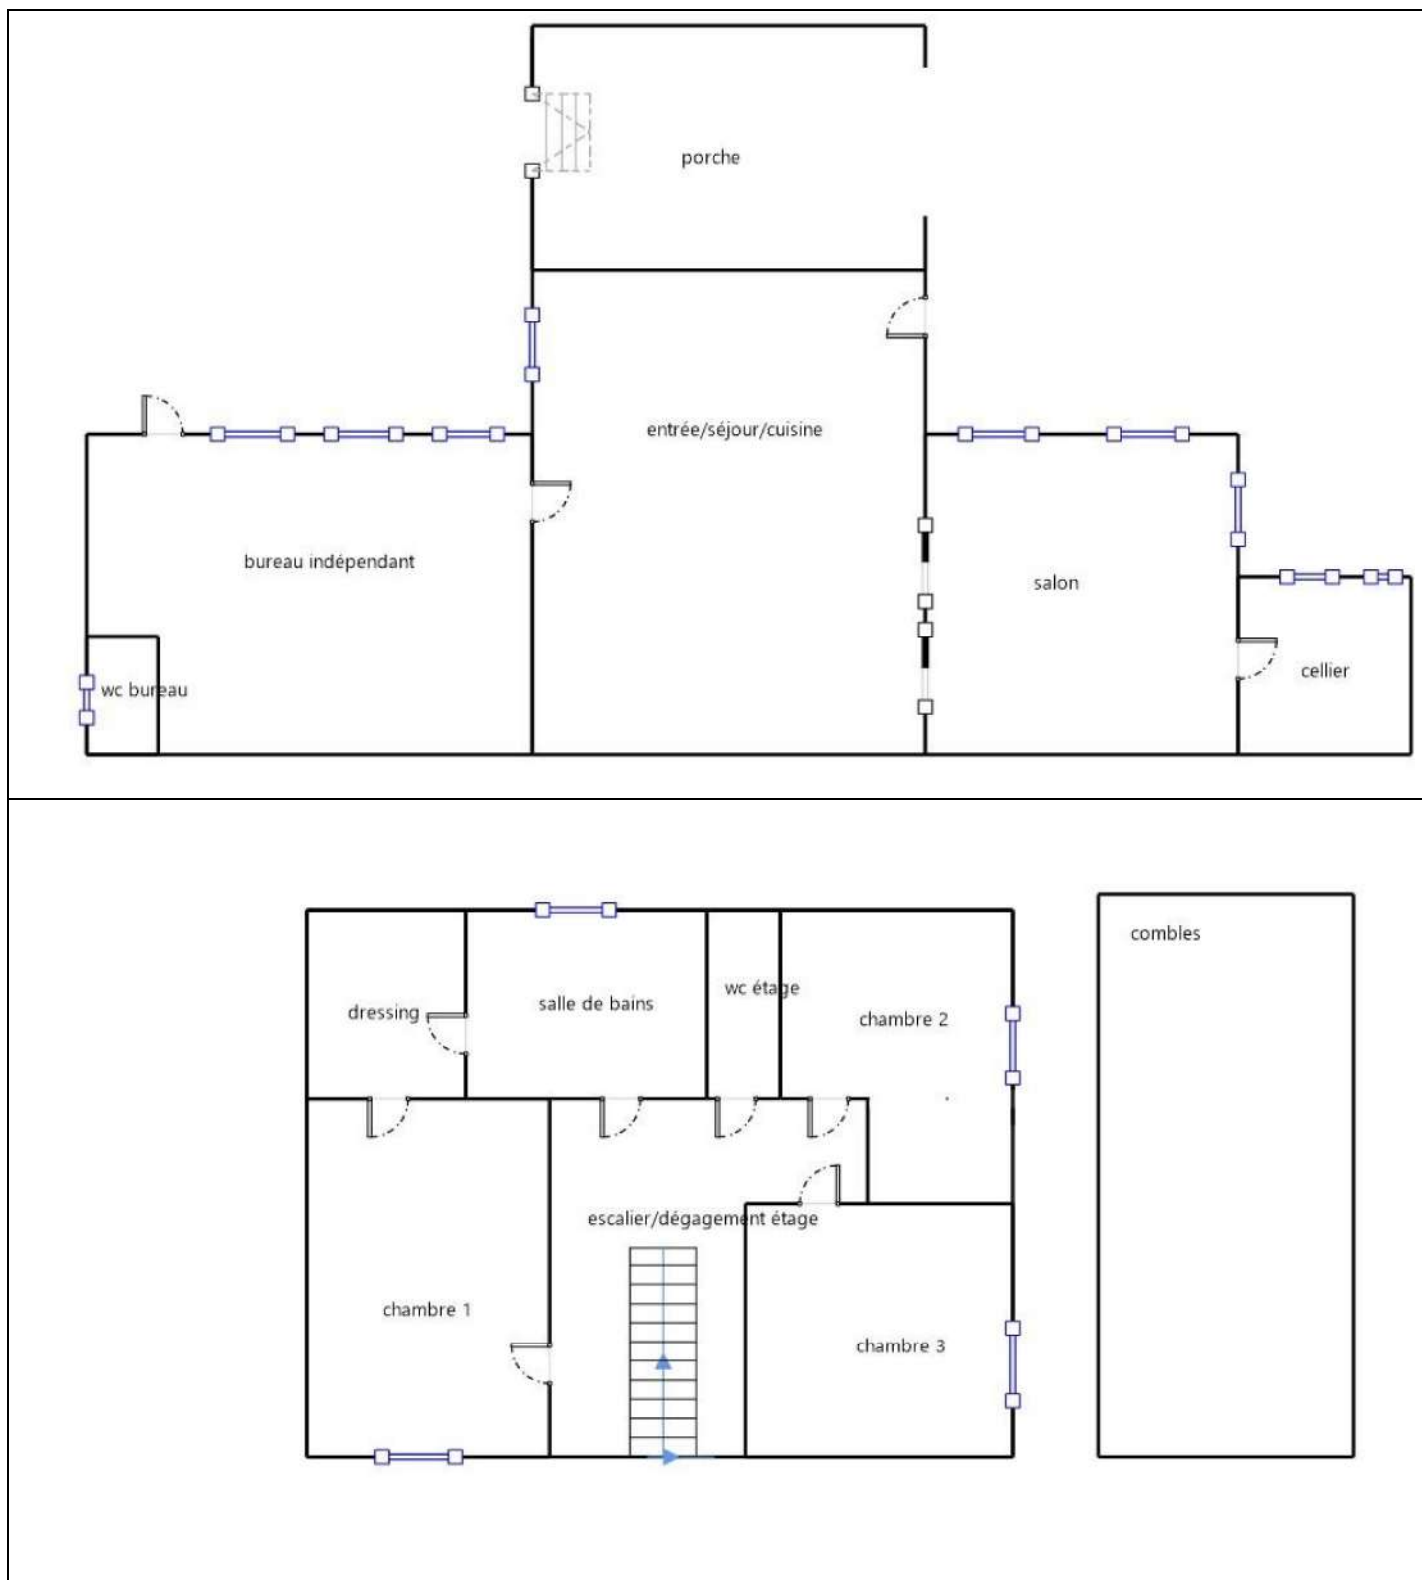 porche
entrée/séjour/cuisine
bureau indépendant
salon
wc bureau
cellier
combles
dressing
salle de bains
wc étage
chambre 2
escalier/dégagement étage
chambre 1
chambre 3